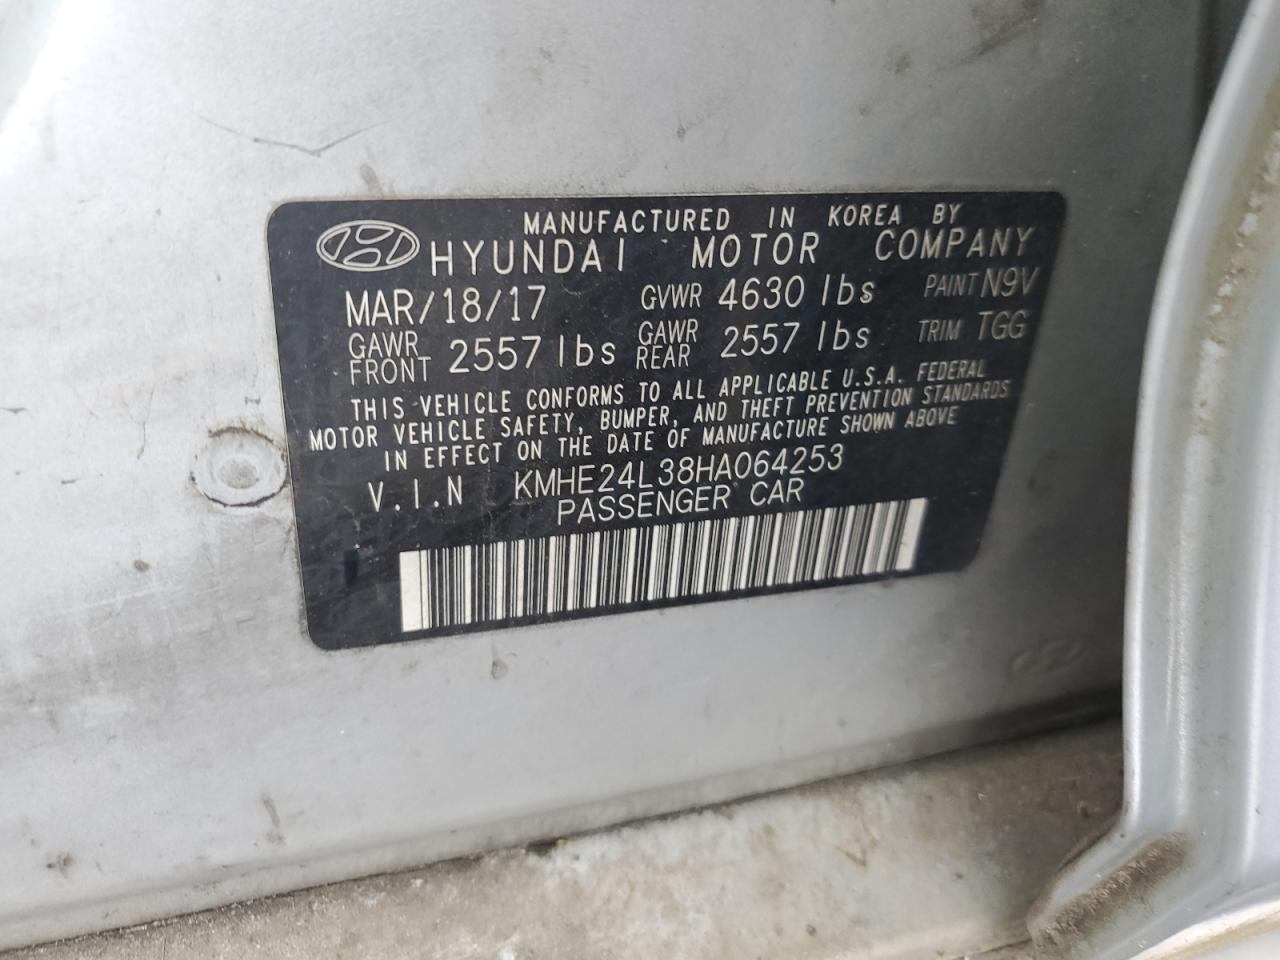 MANUFACTURED IN KOREA BY
HYUNDAI MOTOR COMPANY
MAR/18/17 GVWR 4630 lbs PAINT N9V
GAWR FRONT 2557 lbs GAWR REAR 2557 lbs TRIM TGG
THIS VEHICLE CONFORMS TO ALL APPLICABLE U.S.A. FEDERAL
MOTOR VEHICLE SAFETY, BUMPER, AND THEFT PREVENTION STANDARDS
IN EFFECT ON THE DATE OF MANUFACTURE SHOWN ABOVE
V.I.N KMHE24L38HA064253
PASSENGER CAR